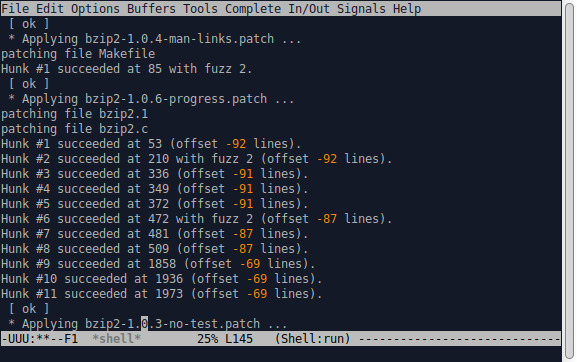 File Edit Options Buffers Tools Complete In/Out Signals Help
 [ ok ]
 * Applying bzip2-1.0.4-man-links.patch ...
patching file Makefile
Hunk #1 succeeded at 85 with fuzz 2.
 [ ok ]
 * Applying bzip2-1.0.6-progress.patch ...
patching file bzip2.1
patching file bzip2.c
Hunk #1 succeeded at 53 (offset -92 lines).
Hunk #2 succeeded at 210 with fuzz 2 (offset -92 lines).
Hunk #3 succeeded at 336 (offset -91 lines).
Hunk #4 succeeded at 349 (offset -91 lines).
Hunk #5 succeeded at 372 (offset -91 lines).
Hunk #6 succeeded at 472 with fuzz 2 (offset -87 lines).
Hunk #7 succeeded at 481 (offset -87 lines).
Hunk #8 succeeded at 509 (offset -87 lines).
Hunk #9 succeeded at 1858 (offset -69 lines).
Hunk #10 succeeded at 1936 (offset -69 lines).
Hunk #11 succeeded at 1973 (offset -69 lines).
 [ ok ]
 * Applying bzip2-1.0.3-no-test.patch ...
-UUU:**--F1  *shell*        25% L145   (Shell:run) -----------------------------